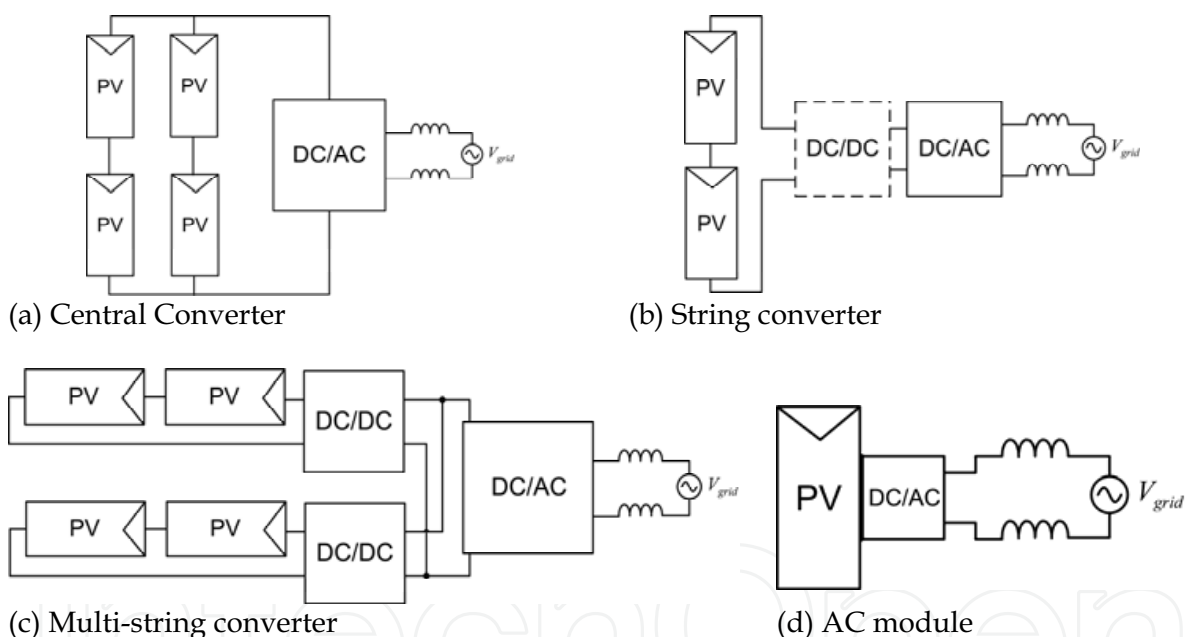 PV
PV
PV
PV
DC/AC
V_grid
(a) Central Converter
PV
PV
DC/DC
DC/AC
V_grid
(b) String converter
PV
PV
DC/DC
PV
PV
DC/DC
DC/AC
V_grid
(c) Multi-string converter
PV
DC/AC
V_grid
(d) AC module